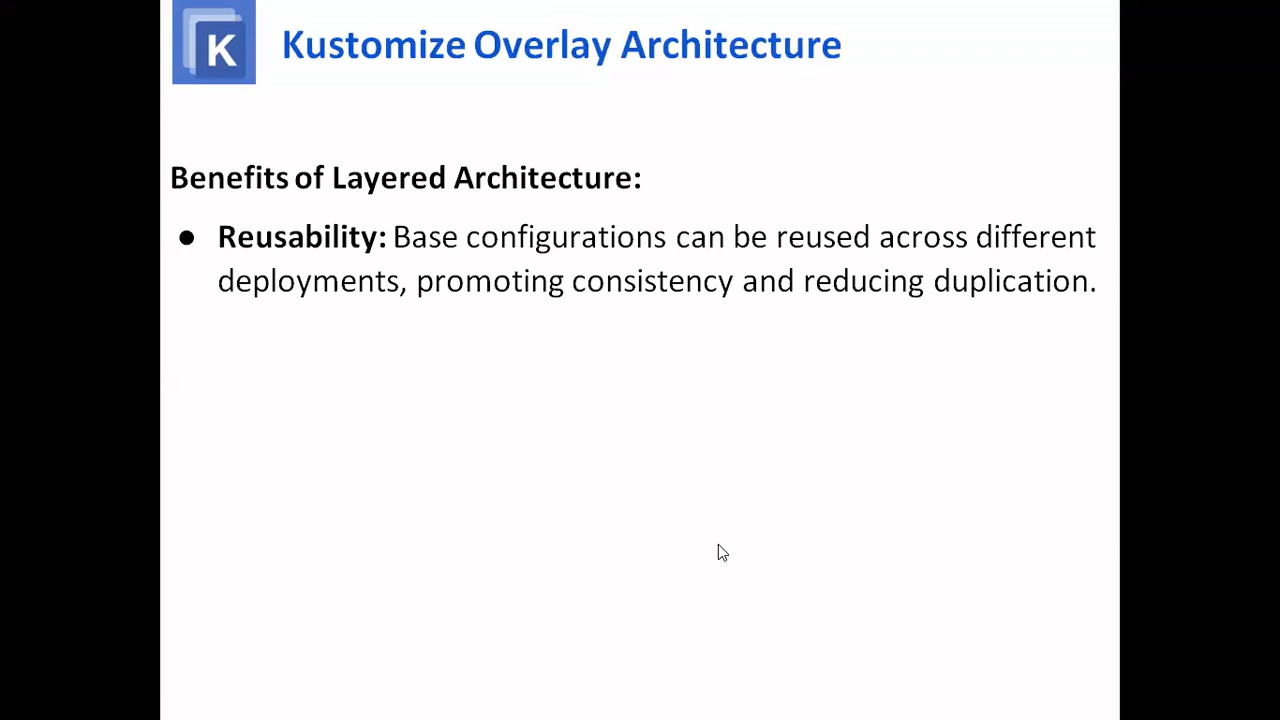 K
Kustomize Overlay Architecture
Benefits of Layered Architecture:
● Reusability: Base configurations can be reused across different
deployments, promoting consistency and reducing duplication.